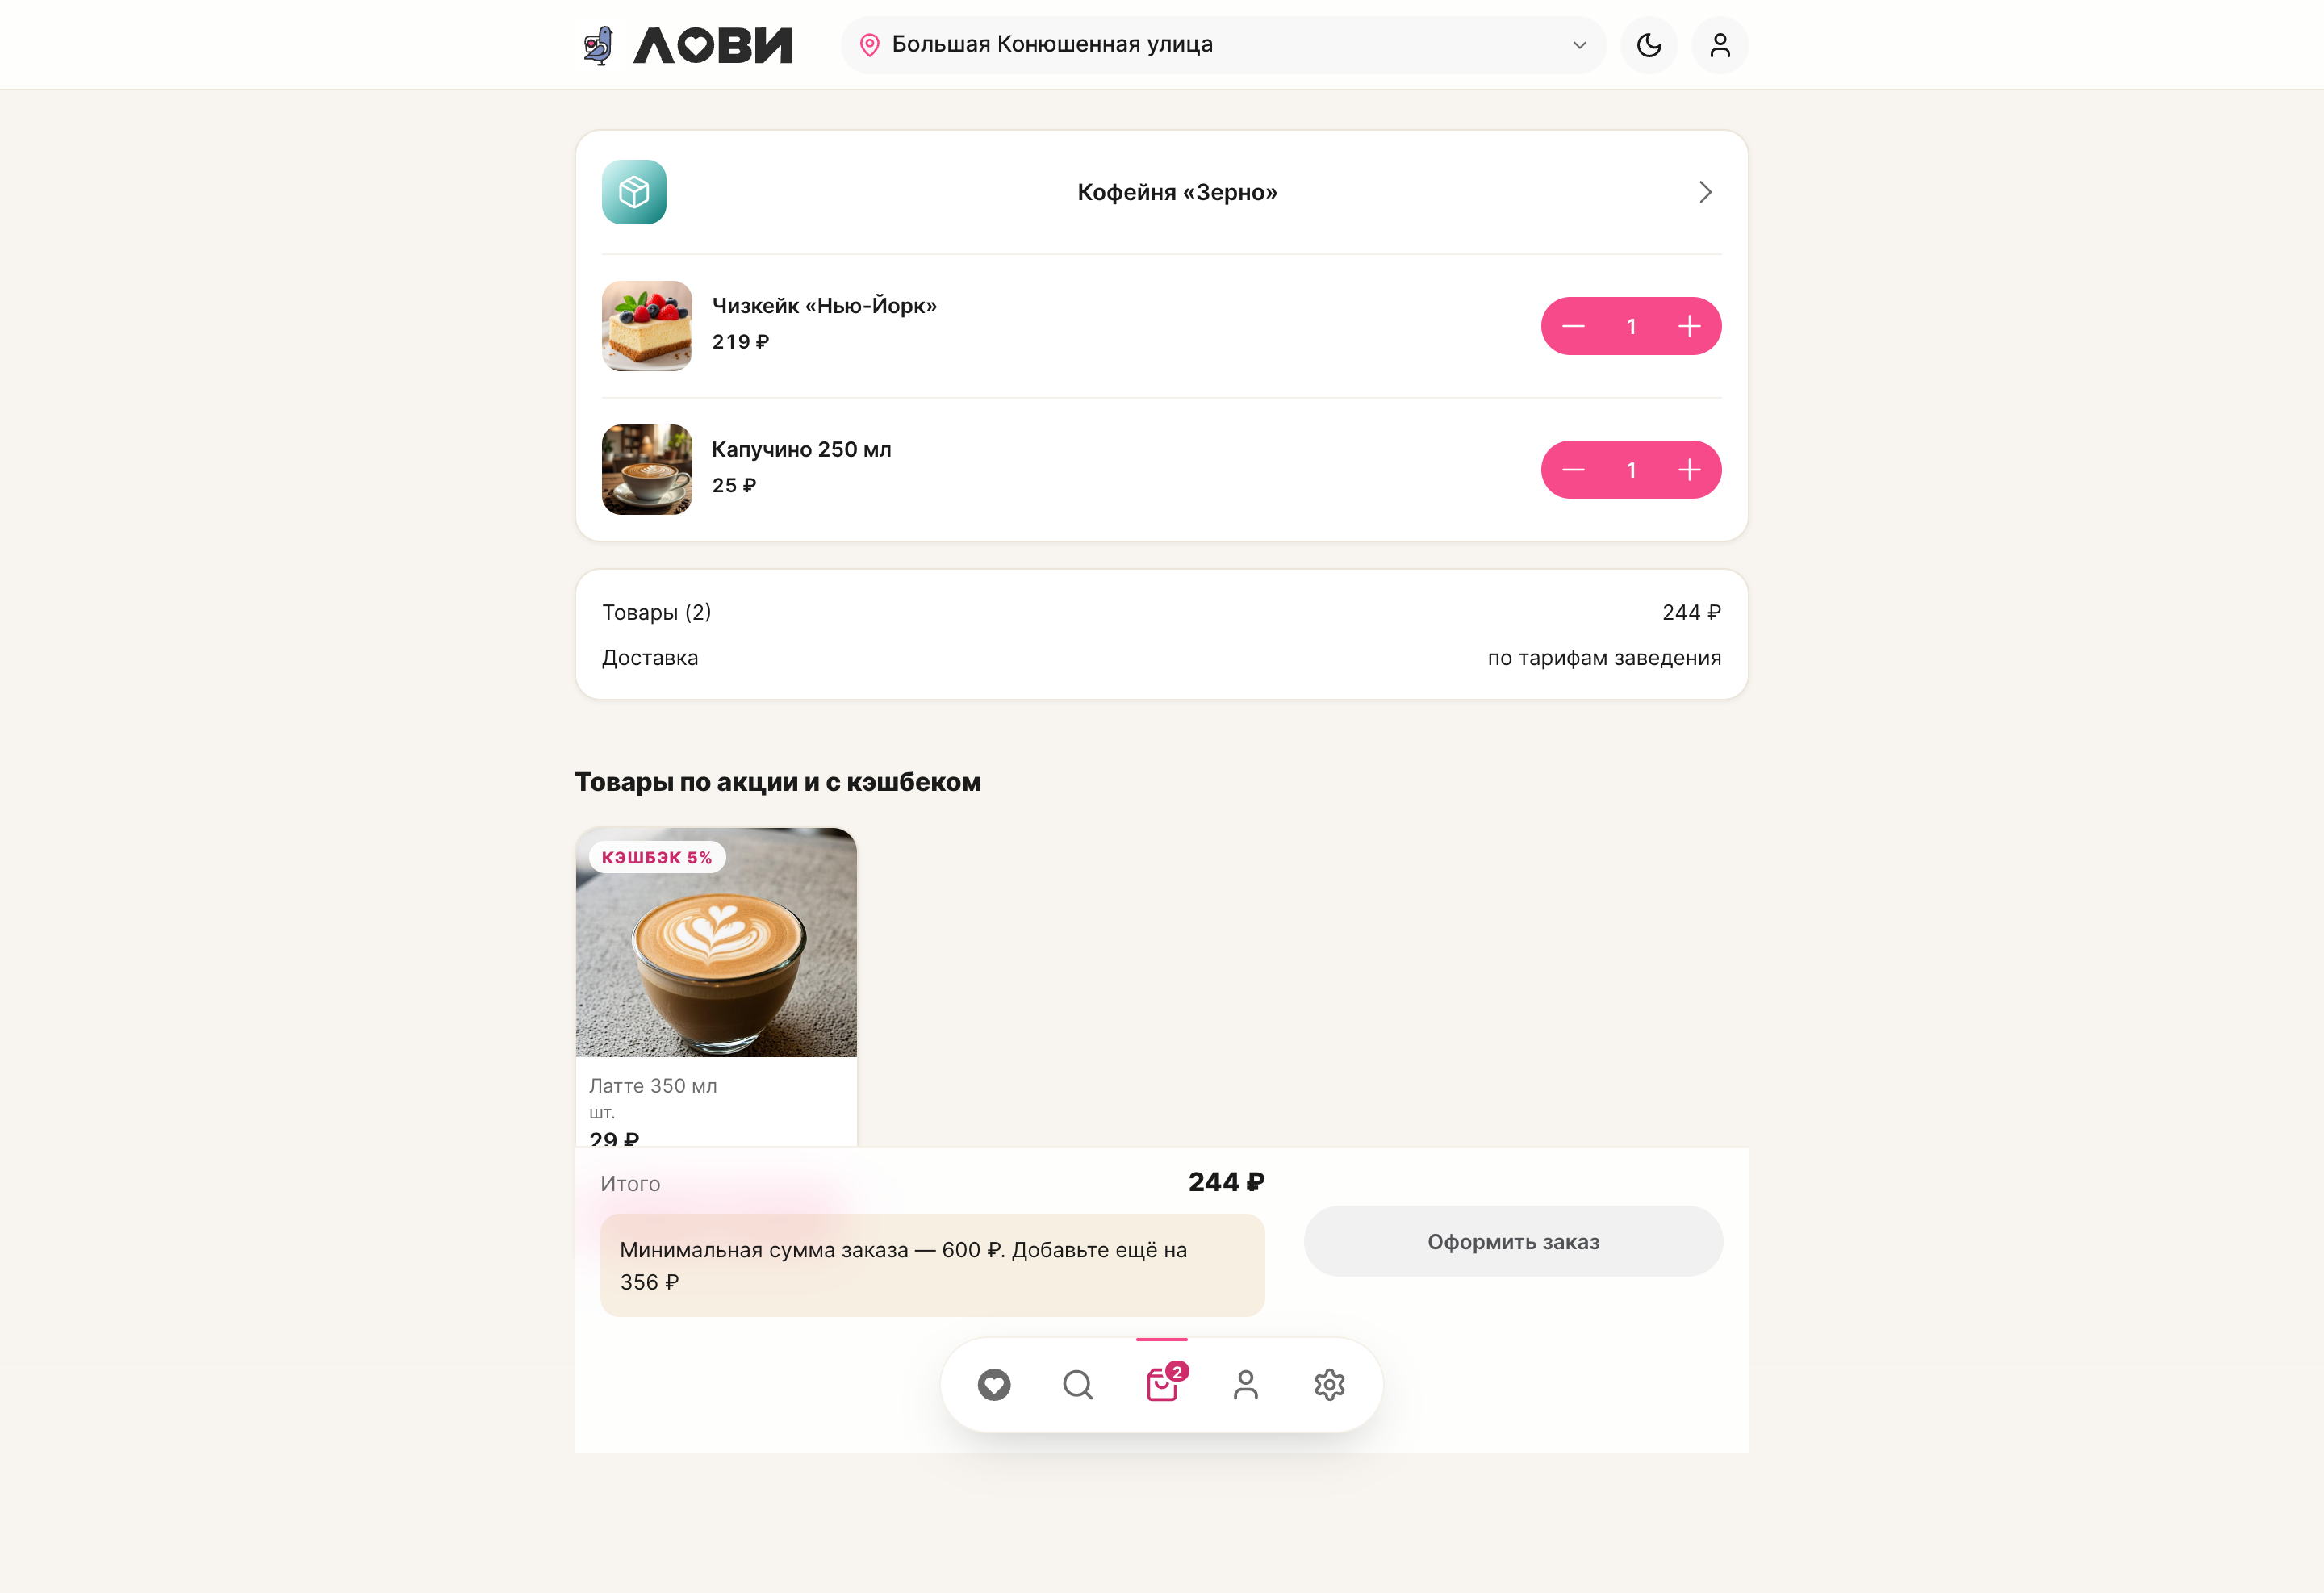 ЛОВИ
Большая Конюшенная улица
Кофейня «Зерно»
Чизкейк «Нью-Йорк»
219 ₽
1
Капучино 250 мл
25 ₽
1
Товары (2)
244 ₽
Доставка
по тарифам заведения
Товары по акции и с кэшбеком
КЭШБЭК 5%
Латте 350 мл
шт.
29 ₽
Итого
244 ₽
Минимальная сумма заказа — 600 ₽. Добавьте ещё на
356 ₽
Оформить заказ
2